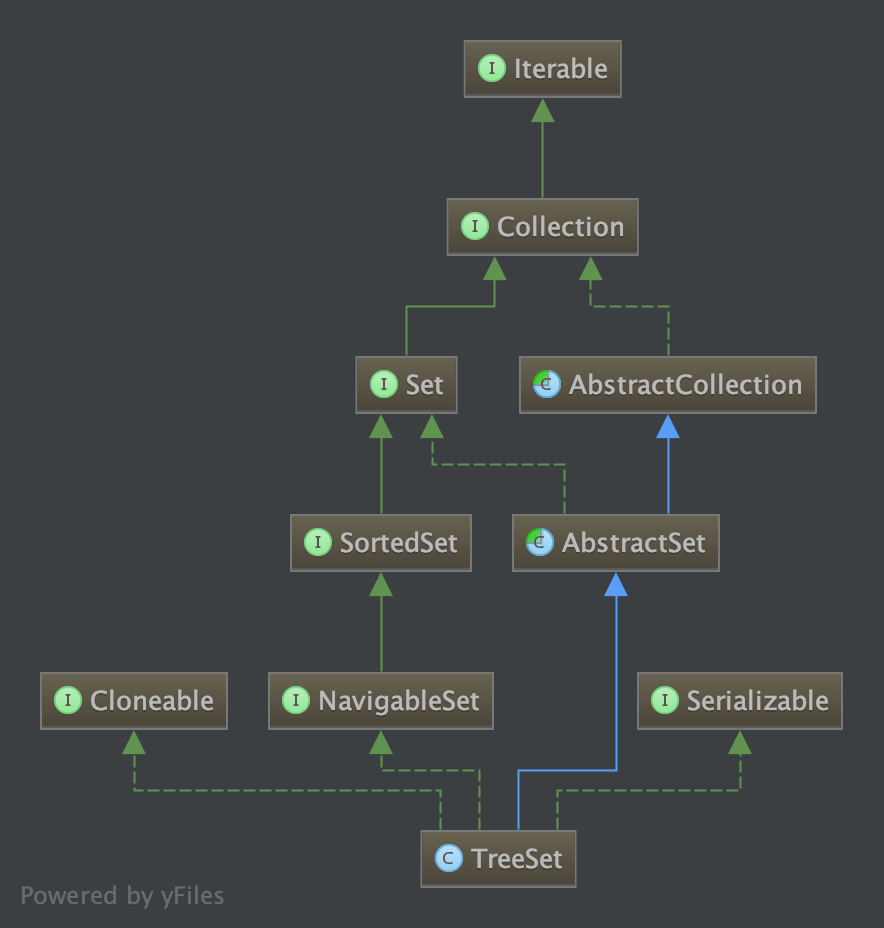 I Iterable
I Collection
I Set
C AbstractCollection
I SortedSet
C AbstractSet
I Cloneable
I NavigableSet
I Serializable
C TreeSet
Powered by yFiles